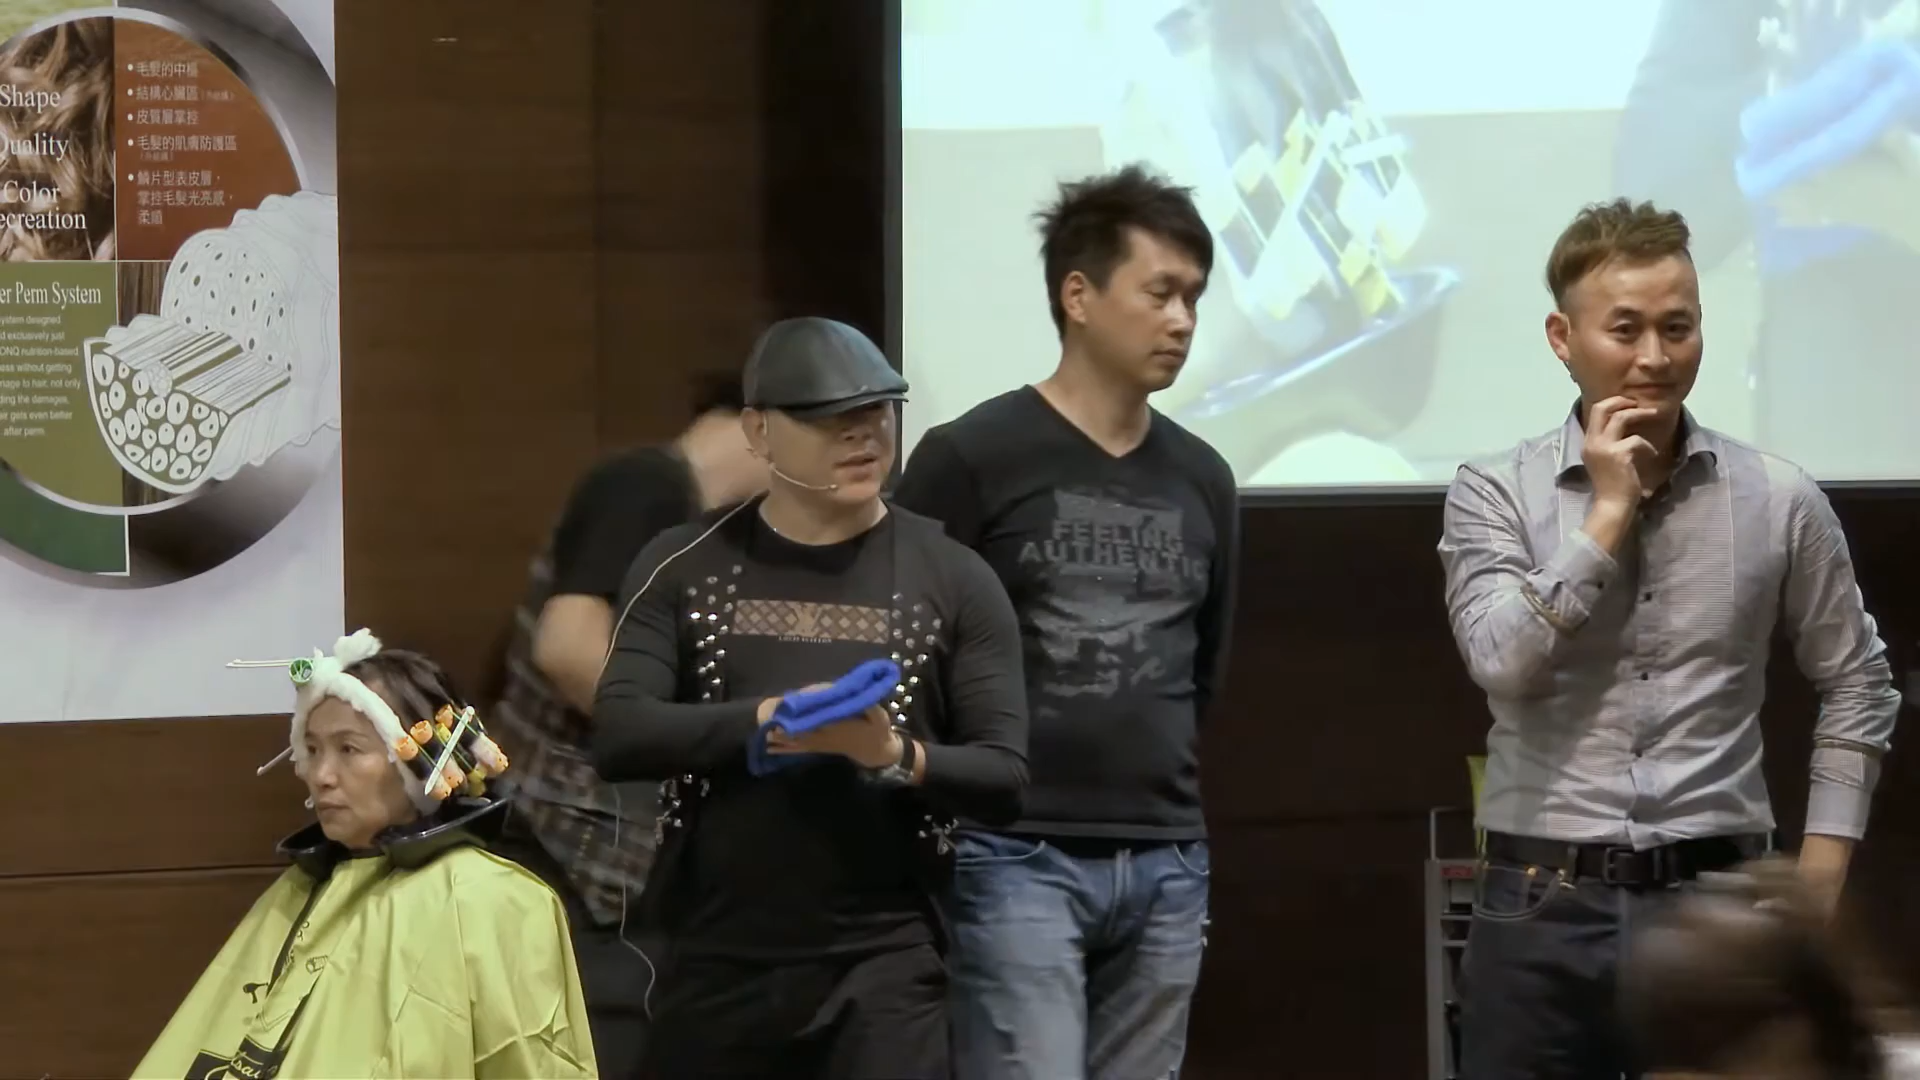 Shape
Quality
Color
ecreation
• 毛髮的中樞
• 結構心臟區
• 皮質層掌控
• 毛髮的肌膚防護區
• 鱗片型表皮層，
掌控毛髮光亮感，
柔順
er Perm System
ystem designed
d exclusively just
ONQ nutrition-based
ess without getting
mage to hair, not only
ding the damages,
air gets even better
after perm.
FEELING
AUTHENTIC